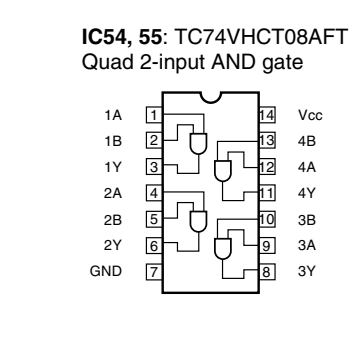 IC54, 55: TC74VHCT08AFT
Quad 2-input AND gate
1A 1 14 Vcc
1B 2 13 4B
1Y 3 12 4A
2A 4 11 4Y
2B 5 10 3B
2Y 6 9 3A
GND 7 8 3Y